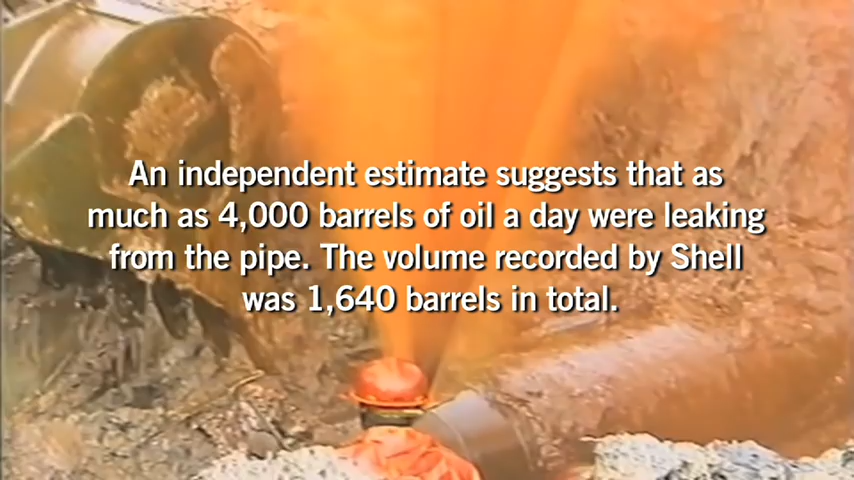 An independent estimate suggests that as
much as 4,000 barrels of oil a day were leaking
from the pipe. The volume recorded by Shell
was 1,640 barrels in total.